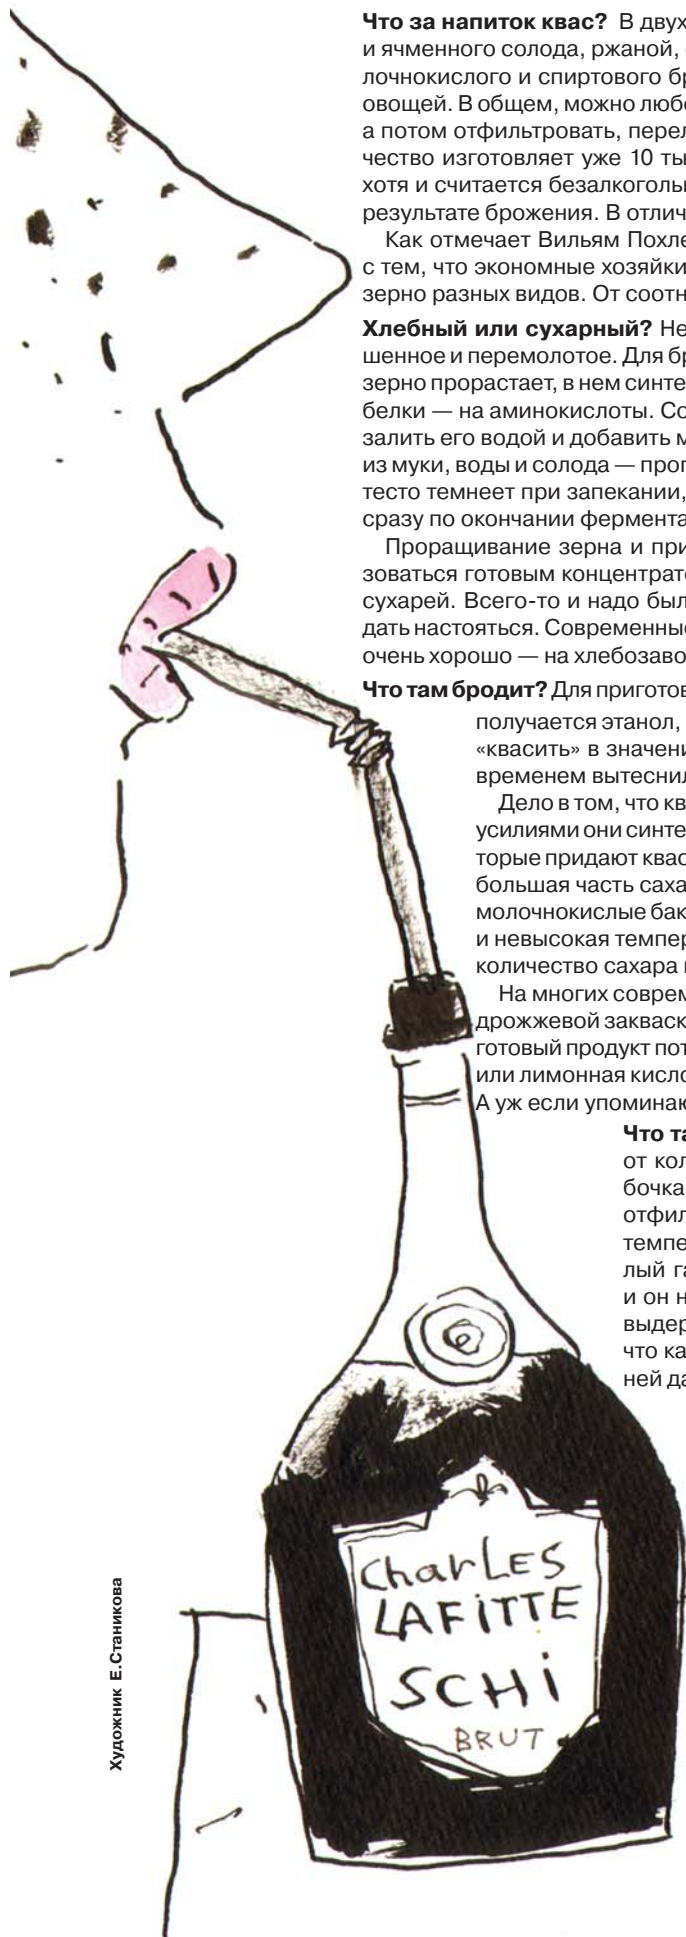 Что за напиток квас? В двух
и ячменного солода, ржаной,
лочнокислого и спиртового бр
овощей. В общем, можно любо
а потом отфильтровать, перел
чество изготовляет уже 10 ты
хотя и считается безалкоголь
результате брожения. В отлич
Как отмечает Вильям Похле
с тем, что экономные хозяйки
зерно разных видов. От соотн
Хлебный или сухарный? Не
шенное и перемолотое. Для бр
зерно прорастает, в нем синте
белки — на аминокислоты. Со
залить его водой и добавить м
из муки, воды и солода — прог
тесто темнеет при запекании,
сразу по окончании фермента
Проращивание зерна и при
зоваться готовым концентрато
сухарей. Всего-то и надо был
дать настояться. Современные
очень хорошо — на хлебозаво
Что там бродит? Для приготов
получается этанол,
«квасить» в значени
временем вытеснил
Дело в том, что кв
усилиями они синте
торые придают квас
большая часть саха
молочнокислые бак
и невысокая темпер
количество сахара
На многих соврем
дрожжевой закваск
готовый продукт пот
или лимонная кисло
А уж если упоминаю
Что та
от кол
бочка
отфил
темпе
лый га
и он н
выдер
что ка
ней да
Charles
LAFITTE
SCHI
BRUT
Художник Е.Станикова